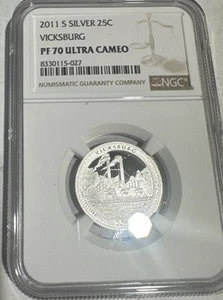 2011 S SILVER 25C
VICKSBURG
PF 70 ULTRA CAMEO
8330115-027
NGC
NUMISMATIC GUARANTY COMPANY
VICKSBURG